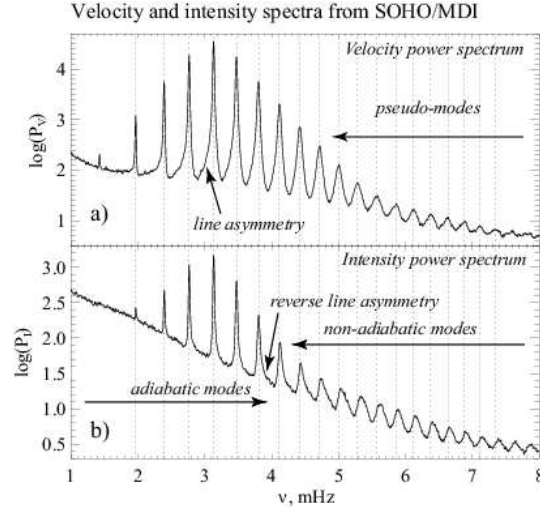 Velocity and intensity spectra from SOHO/MDI
Velocity power spectrum
4
3
2
1
log(P_V)
pseudo-modes
line asymmetry
a)
Intensity power spectrum
3.0
2.5
2.0
1.5
1.0
0.5
log(P_I)
reverse line asymmetry
non-adiabatic modes
adiabatic modes
b)
1 2 3 4 5 6 7 8
ν, mHz